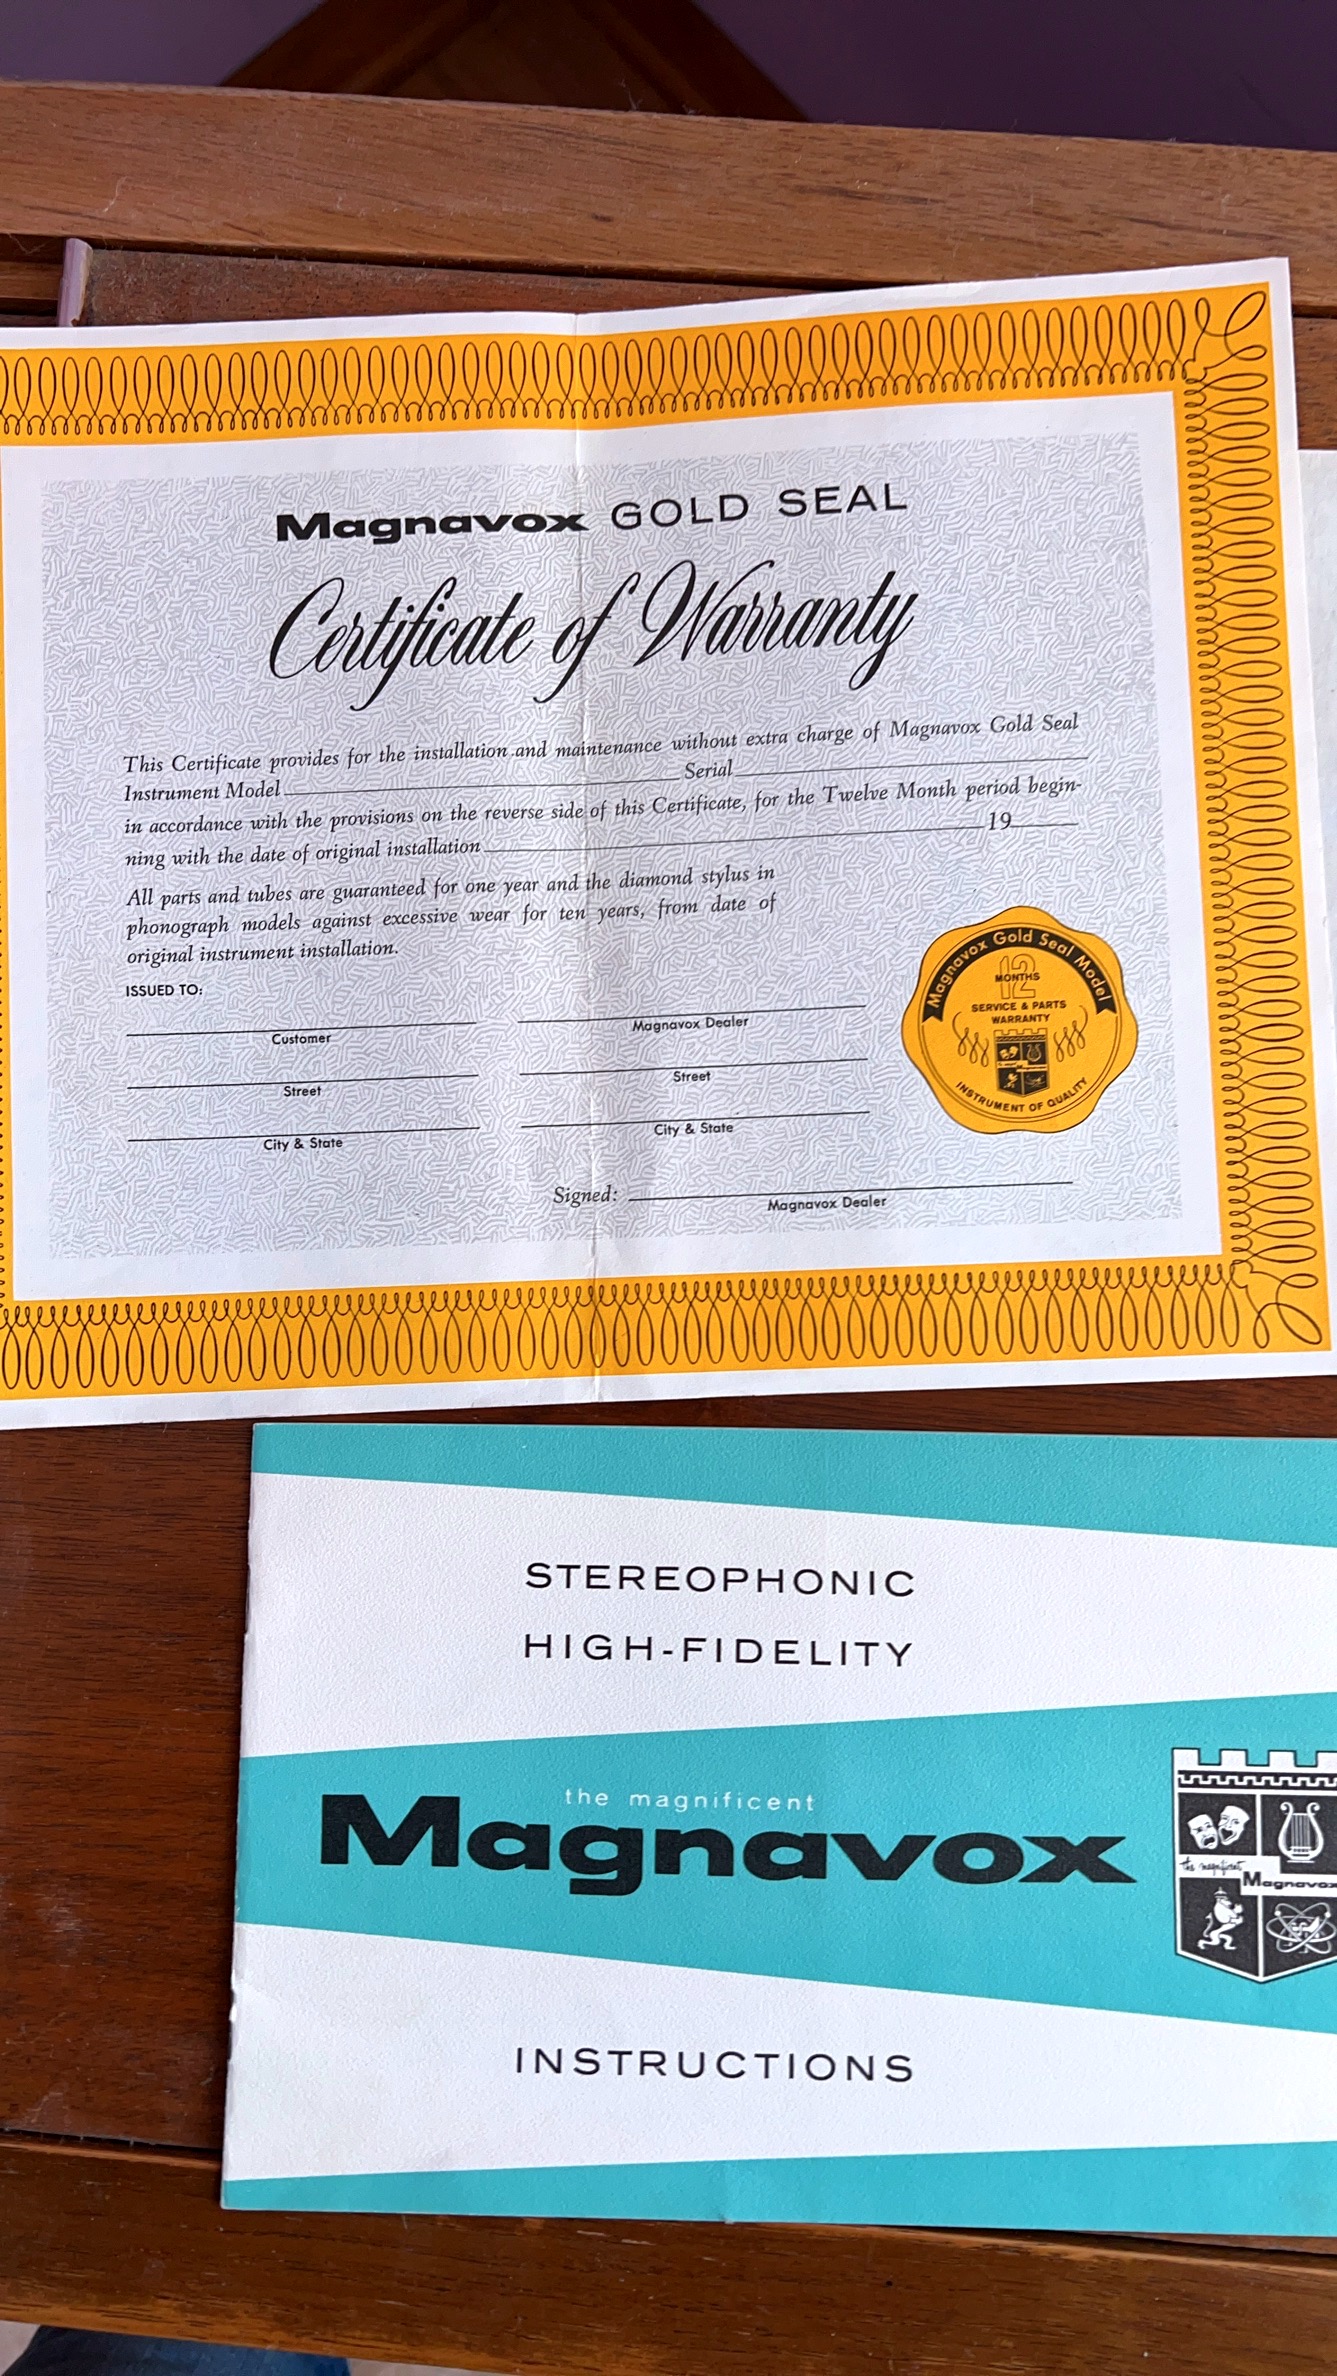 Magnavox GOLD SEAL
Certificate of Warranty
This Certificate provides for the installation and maintenance without extra charge of Magnavox Gold Seal
Instrument Model Serial
in accordance with the provisions on the reverse side of this Certificate, for the Twelve Month period begin-
ning with the date of original installation 19
All parts and tubes are guaranteed for one year and the diamond stylus in
phonograph models against excessive wear for ten years, from date of
original instrument installation.
ISSUED TO:
Customer
Magnavox Dealer
Street
Street
City & State
City & State
Signed:
Magnavox Dealer
Magnavox Gold Seal Model
12
MONTHS
SERVICE & PARTS
WARRANTY
INSTRUMENT OF QUALITY
STEREOPHONIC
HIGH-FIDELITY
the magnificent
Magnavox
the magnificent
Magnavox
INSTRUCTIONS